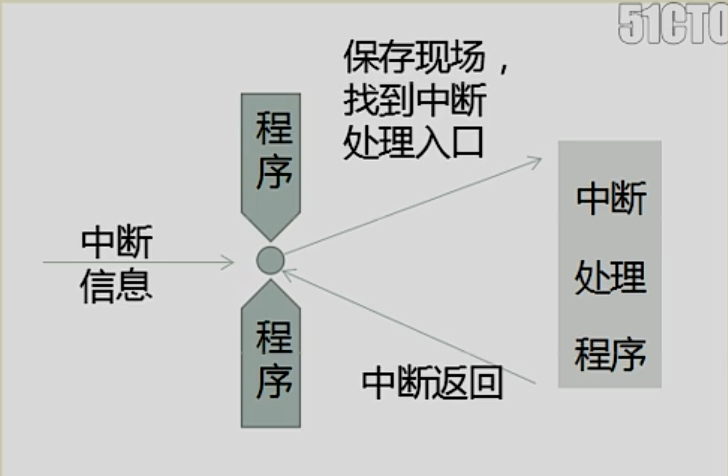 51CTO
保存现场，
找到中断
处理入口
程
序
中断
信息
中断
处理
程序
程
序
中断返回